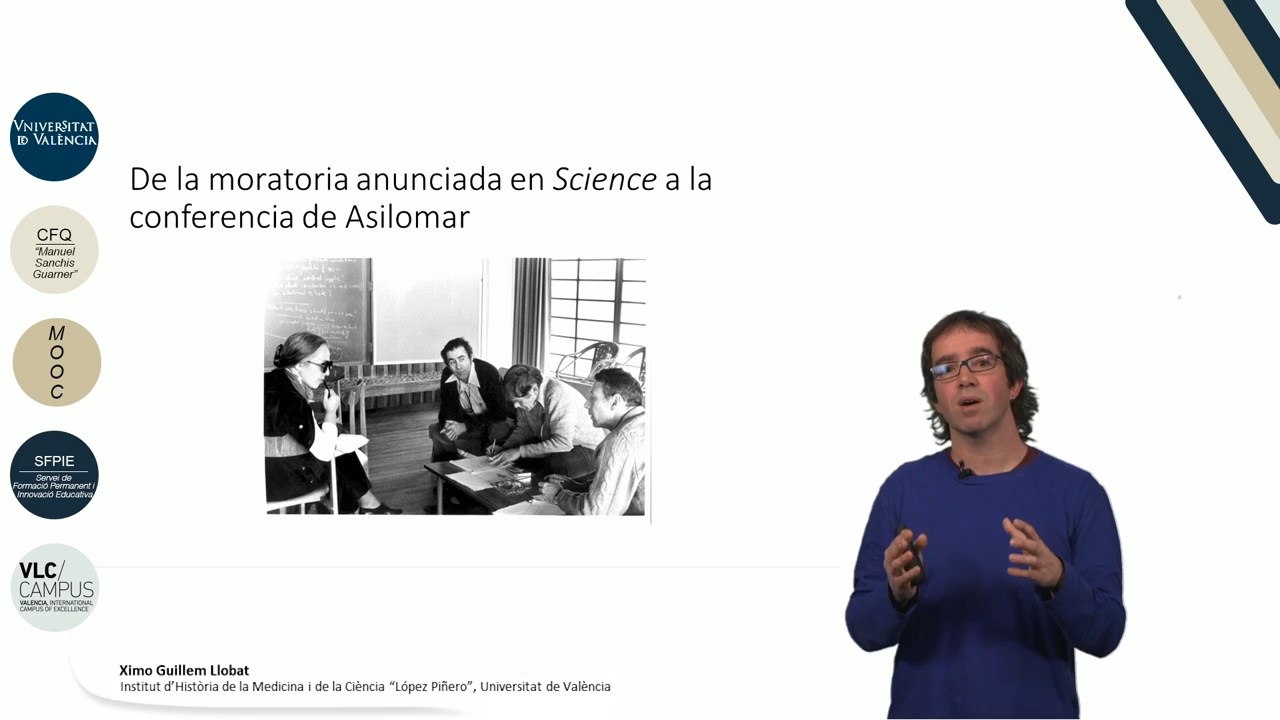 VNIVERSITAT
ID VALÈNCIA
CFQ
“Manuel
Sanchis
Guarner”
M
O
O
C
SFPIE
Servei de
Formació Permanent i
Innovació Educativa
VLC/
CAMPUS
VALENCIA, INTERNATIONAL
CAMPUS OF EXCELLENCE
De la moratoria anunciada en Science a la
conferencia de Asilomar
Ximo Guillem Llobat
Institut d’Història de la Medicina i de la Ciència “López Piñero”, Universitat de València